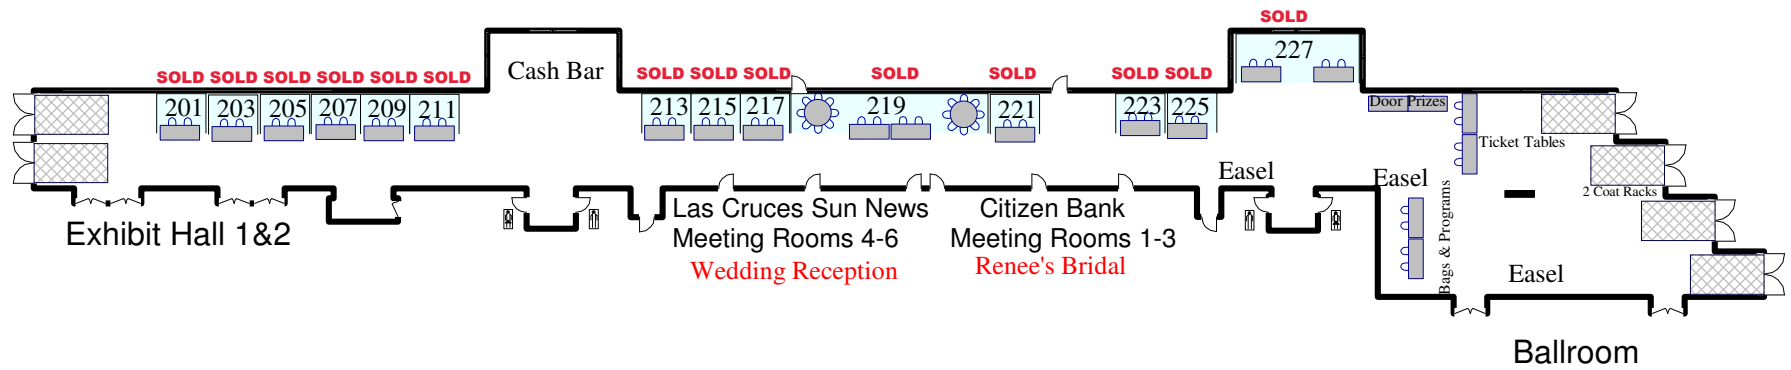 SOLD
SOLD SOLD SOLD SOLD SOLD SOLD SOLD SOLD SOLD SOLD SOLD SOLD SOLD
Cash Bar
227
201 203 205 207 209 211 213 215 217 219 221 223 225
Door Prizes
Ticket Tables
Easel
Easel
2 Coat Racks
Bags & Programs
Easel
Exhibit Hall 1&2
Las Cruces Sun News
Meeting Rooms 4-6
Wedding Reception
Citizen Bank
Meeting Rooms 1-3
Renee's Bridal
Ballroom